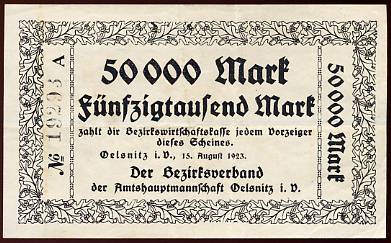 50 000 Mark
Fünfzigtausend Mark
zahlt die Bezirkswirtschaftskasse jedem Vorzeiger
dieses Scheines.
Oelsnitz i. V., 15. August 1923.
Der Bezirksverband
der Amtshauptmannschaft Oelsnitz i. V.
№ 19293 A
50 000 Mark